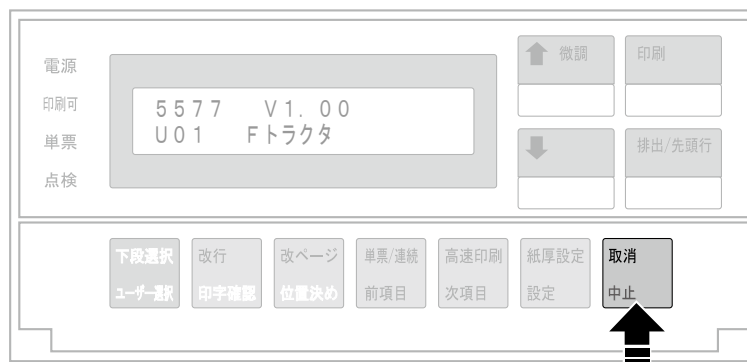 電源
印刷可
単票
点検
5577 V1.00
U01 Fトラクタ
微調
印刷
排出/先頭行
下段選択
ユーザー選択
改行
印字確認
改ページ
位置決め
単票/連続
前項目
高速印刷
次項目
紙厚設定
設定
取消
中止